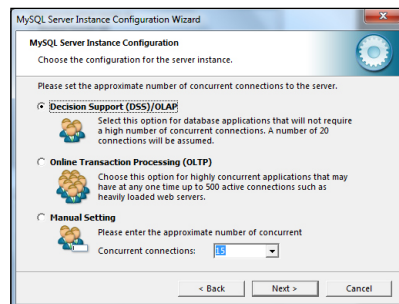 MySQL Server Instance Configuration Wizard
MySQL Server Instance Configuration
Choose the configuration for the server instance.
Please set the approximate number of concurrent connections to the server.
Decision Support (DSS)/OLAP
Select this option for database applications that will not require
a high number of concurrent connections. A number of 20
connections will be assumed.
Online Transaction Processing (OLTP)
Choose this option for highly concurrent applications that may
have at any one time up to 500 active connections such as
heavily loaded web servers.
Manual Setting
Please enter the approximate number of concurrent
Concurrent connections: 15
< Back Next > Cancel